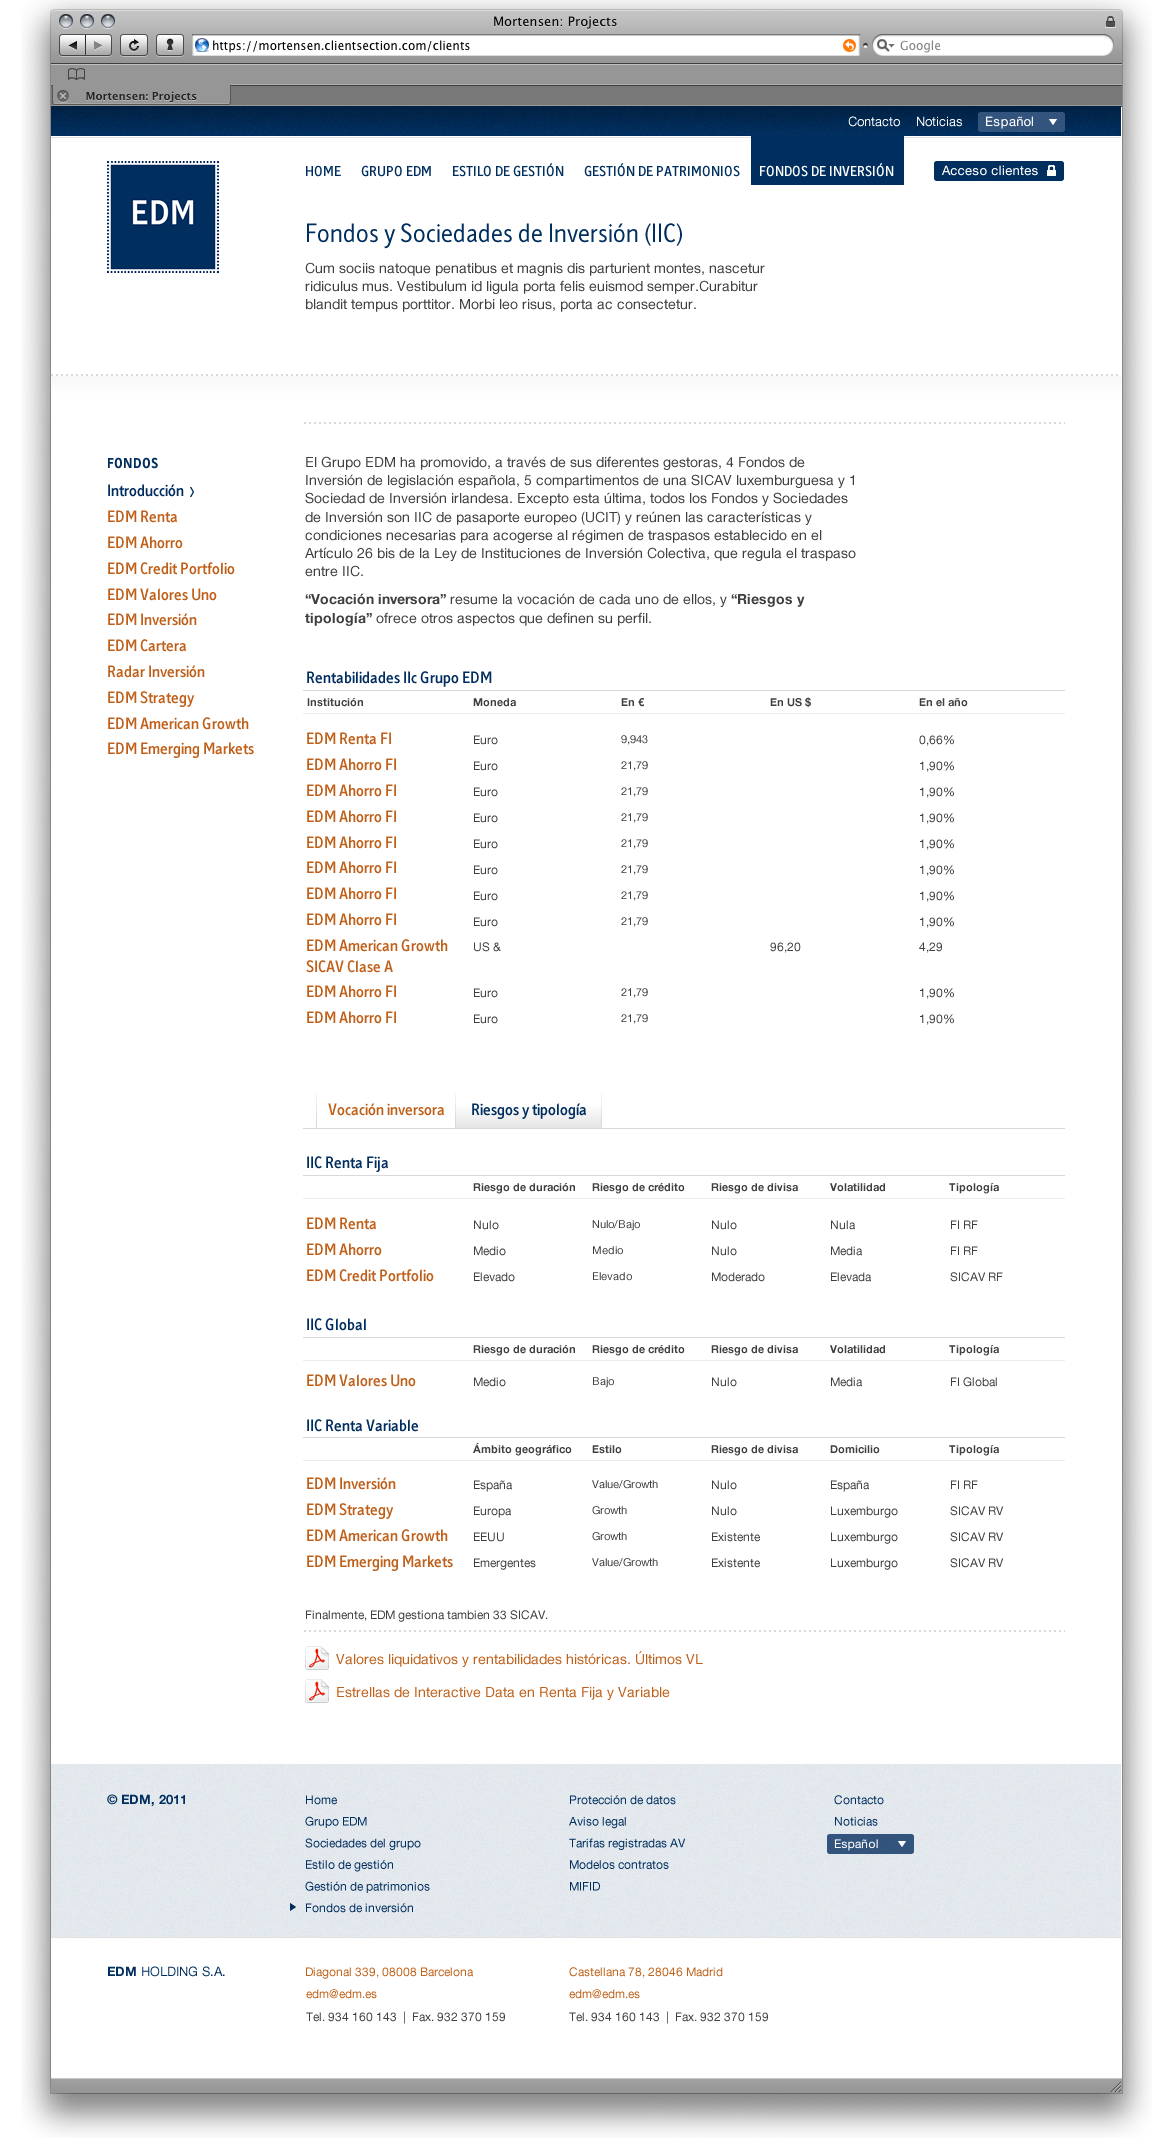 Mortensen: Projects
https://mortensen.clientsection.com/clients
Google
Mortensen: Projects
Contacto Noticias Español
HOME GRUPO EDM ESTILO DE GESTIÓN GESTIÓN DE PATRIMONIOS FONDOS DE INVERSIÓN Acceso clientes
EDM
Fondos y Sociedades de Inversión (IIC)
Cum sociis natoque penatibus et magnis dis parturient montes, nascetur
ridiculus mus. Vestibulum id ligula porta felis euismod semper.Curabitur
blandit tempus porttitor. Morbi leo risus, porta ac consectetur.
FONDOS
Introducción
EDM Renta
EDM Ahorro
EDM Credit Portfolio
EDM Valores Uno
EDM Inversión
EDM Cartera
Radar Inversión
EDM Strategy
EDM American Growth
EDM Emerging Markets
El Grupo EDM ha promovido, a través de sus diferentes gestoras, 4 Fondos de
Inversión de legislación española, 5 compartimentos de una SICAV luxemburguesa y 1
Sociedad de Inversión irlandesa. Excepto esta última, todos los Fondos y Sociedades
de Inversión son IIC de pasaporte europeo (UCIT) y reúnen las características y
condiciones necesarias para acogerse al régimen de traspasos establecido en el
Artículo 26 bis de la Ley de Instituciones de Inversión Colectiva, que regula el traspaso
entre IIC.
“Vocación inversora” resume la vocación de cada uno de ellos, y “Riesgos y
tipología” ofrece otros aspectos que definen su perfil.
Rentabilidades IIc Grupo EDM
Institución Moneda En € En US $ En el año
EDM Renta FI Euro 9,943 0,66%
EDM Ahorro FI Euro 21,79 1,90%
EDM Ahorro FI Euro 21,79 1,90%
EDM Ahorro FI Euro 21,79 1,90%
EDM Ahorro FI Euro 21,79 1,90%
EDM Ahorro FI Euro 21,79 1,90%
EDM Ahorro FI Euro 21,79 1,90%
EDM Ahorro FI Euro 21,79 1,90%
EDM American Growth US & 96,20 4,29
SICAV Clase A
EDM Ahorro FI Euro 21,79 1,90%
EDM Ahorro FI Euro 21,79 1,90%
Vocación inversora Riesgos y tipología
IIC Renta Fija
Riesgo de duración Riesgo de crédito Riesgo de divisa Volatilidad Tipología
EDM Renta Nulo Nulo/Bajo Nulo Nula FI RF
EDM Ahorro Medio Medio Nulo Media FI RF
EDM Credit Portfolio Elevado Elevado Moderado Elevada SICAV RF
IIC Global
Riesgo de duración Riesgo de crédito Riesgo de divisa Volatilidad Tipología
EDM Valores Uno Medio Bajo Nulo Media FI Global
IIC Renta Variable
Ámbito geográfico Estilo Riesgo de divisa Domicilio Tipología
EDM Inversión España Value/Growth Nulo España FI RF
EDM Strategy Europa Growth Nulo Luxemburgo SICAV RV
EDM American Growth EEUU Growth Existente Luxemburgo SICAV RV
EDM Emerging Markets Emergentes Value/Growth Existente Luxemburgo SICAV RV
Finalmente, EDM gestiona tambien 33 SICAV.
Valores liquidativos y rentabilidades históricas. Últimos VL
Estrellas de Interactive Data en Renta Fija y Variable
© EDM, 2011
Home
Grupo EDM
Sociedades del grupo
Estilo de gestión
Gestión de patrimonios
Fondos de inversión
Protección de datos
Aviso legal
Tarifas registradas AV
Modelos contratos
MIFID
Contacto
Noticias
Español
EDM HOLDING S.A.
Diagonal 339, 08008 Barcelona
edm@edm.es
Tel. 934 160 143 | Fax. 932 370 159
Castellana 78, 28046 Madrid
edm@edm.es
Tel. 934 160 143 | Fax. 932 370 159